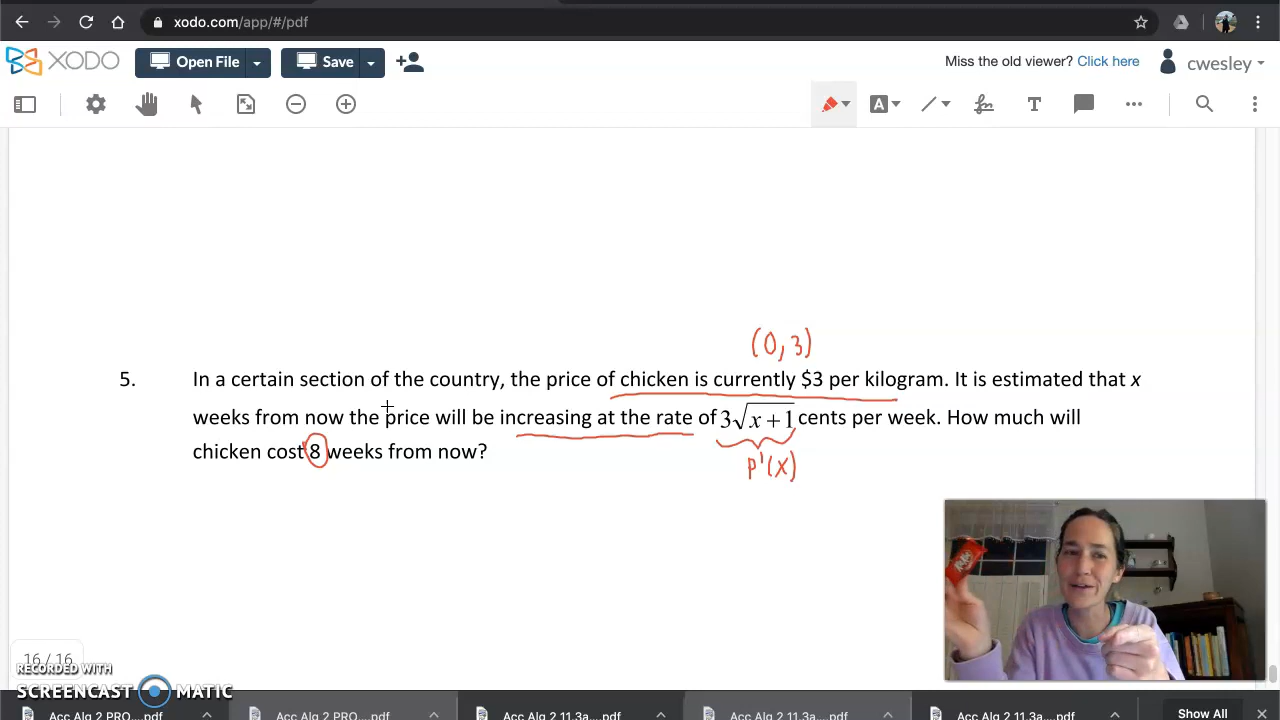 xodo.com/app/#/pdf
XODO
Open File
Save
Miss the old viewer? Click here
cwesley
A
T
(0, 3)
5. In a certain section of the country, the price of chicken is currently $3 per kilogram. It is estimated that x
weeks from now the price will be increasing at the rate of 3√(x+1) cents per week. How much will
chicken cost 8 weeks from now?
p'(x)
16 / 16
RECORDED WITH
SCREENCAST MATIC
Acc Alg 2 PRO....pdf
Acc Alg 2 PRO....pdf
Acc Alg 2 11.3a....pdf
Acc Alg 2 11.3a....pdf
Acc Alg 2 11.3a....pdf
Show All